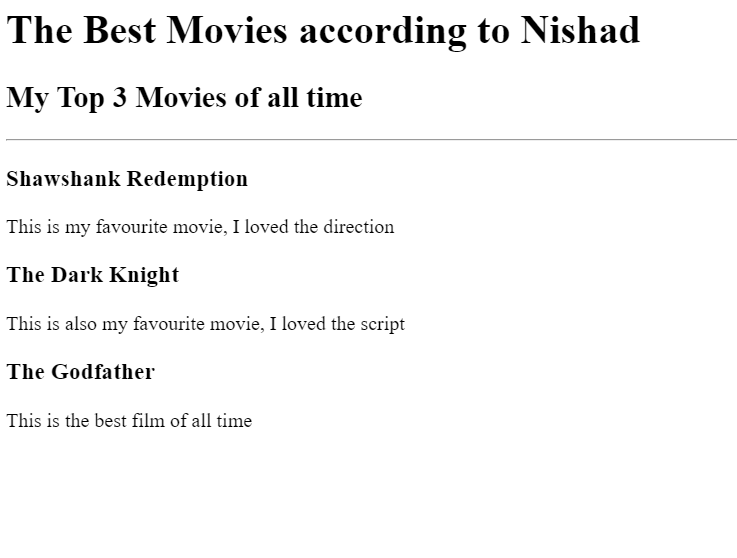 The Best Movies according to Nishad
My Top 3 Movies of all time
Shawshank Redemption
This is my favourite movie, I loved the direction
The Dark Knight
This is also my favourite movie, I loved the script
The Godfather
This is the best film of all time